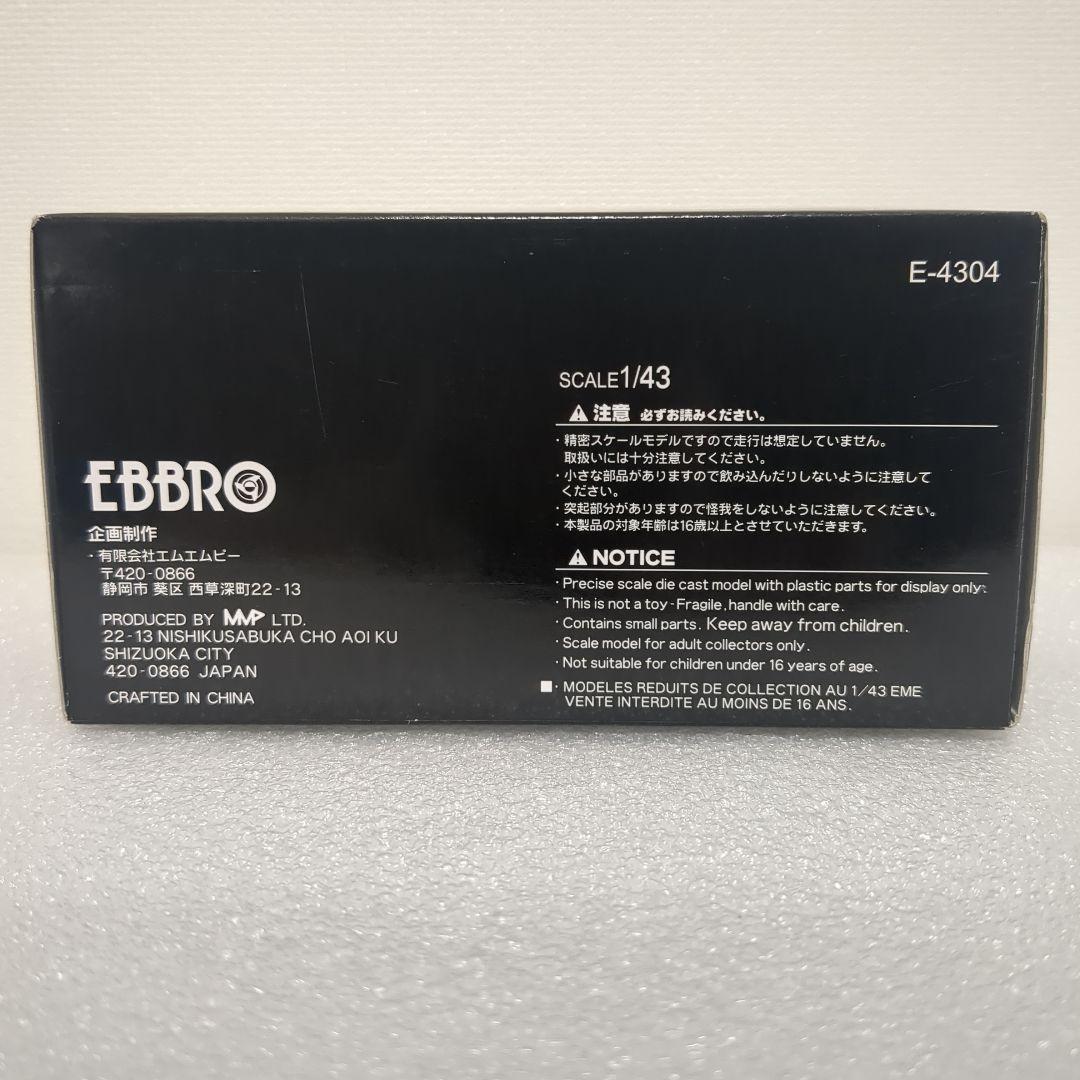 E-4304
EBBRO
企画制作
・有限会社エムエムピー
〒420-0866
静岡市 葵区 西草深町22-13
PRODUCED BY MMP LTD.
22-13 NISHIKUSABUKA CHO AOI KU
SHIZUOKA CITY
420-0866 JAPAN
CRAFTED IN CHINA
SCALE1/43
⚠ 注意 必ずお読みください。
・精密スケールモデルですので走行は想定していません。
取扱いには十分注意してください。
・小さな部品がありますので飲み込んだりしないように注意して
ください。
・突起部分がありますので怪我をしないように注意してください。
・本製品の対象年齢は16歳以上とさせていただきます。
⚠ NOTICE
・Precise scale die cast model with plastic parts for display only.
・This is not a toy - Fragile, handle with care.
・Contains small parts. Keep away from children.
・Scale model for adult collectors only.
・Not suitable for children under 16 years of age.
■・MODELES REDUITS DE COLLECTION AU 1/43 EME
VENTE INTERDITE AU MOINS DE 16 ANS.